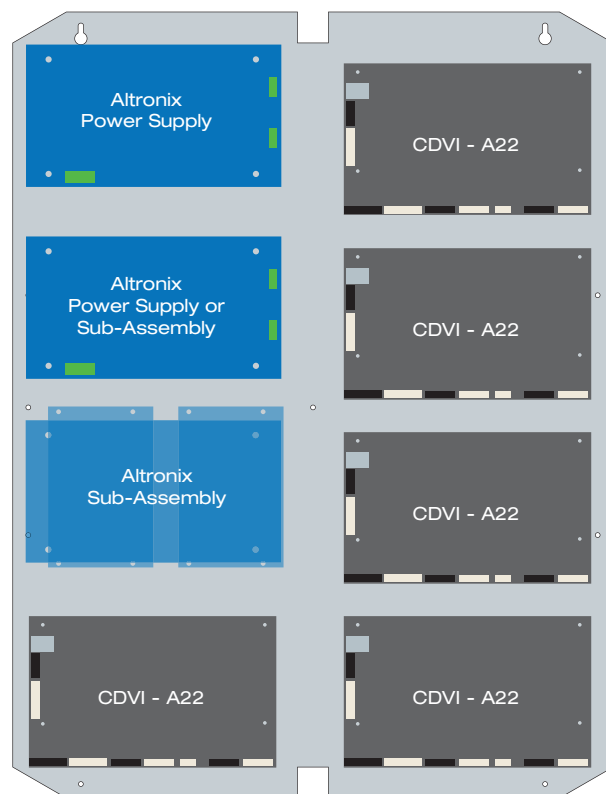 Altronix
Power Supply
CDVI - A22
Altronix
Power Supply or
Sub-Assembly
CDVI - A22
Altronix
Sub-Assembly
CDVI - A22
CDVI - A22
CDVI - A22